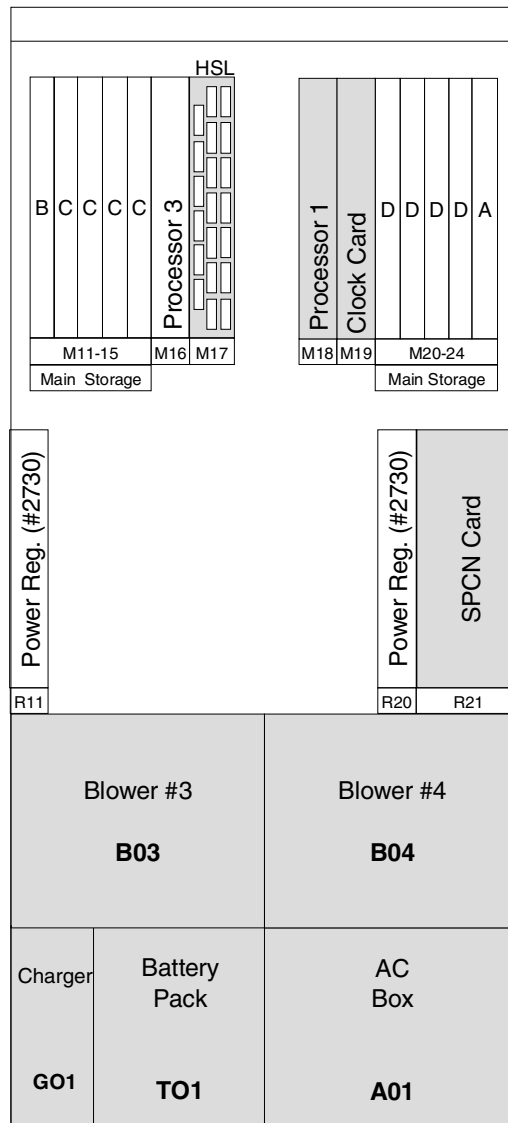 HSL
B C C C C
Processor 3
Processor 1
Clock Card
D D D D A
M11-15 M16 M17
M18 M19 M20-24
Main Storage
Main Storage
Power Reg. (#2730)
Power Reg. (#2730)
SPCN Card
R11
R20 R21
Blower #3
B03
Blower #4
B04
Charger
GO1
Battery
Pack
TO1
AC
Box
A01